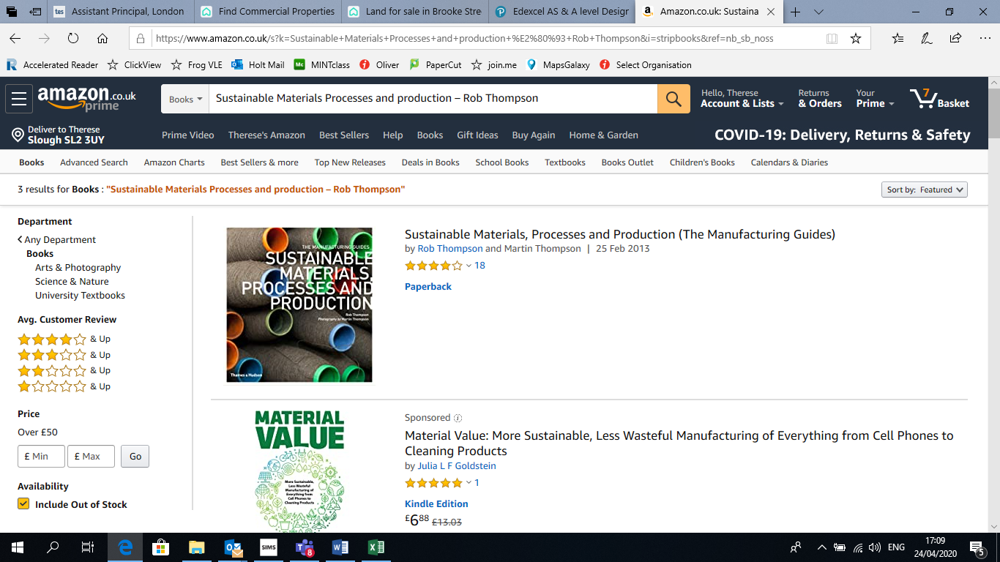 tes Assistant Principal, London
Find Commercial Properties
Land for sale in Brooke Stre
Edexcel AS & A level Design
a Amazon.co.uk: Sustaina
https://www.amazon.co.uk/s?k=Sustainable+Materials+Processes+and+production+%E2%80%93+Rob+Thompson&i=stripbooks&ref=nb_sb_noss
Accelerated Reader
ClickView
Frog VLE
Holt Mail
Mc MINTclass
Oliver
PaperCut
join.me
MapsGalaxy
Select Organisation
amazon.co.uk
prime
Books
Sustainable Materials Processes and production – Rob Thompson
Hello, Therese
Account & Lists
Returns
& Orders
Your
Prime
7
Basket
Deliver to Therese
Slough SL2 3UY
Prime Video
Therese's Amazon
Best Sellers
Help
Books
Gift Ideas
Buy Again
Home & Garden
COVID-19: Delivery, Returns & Safety
Books
Advanced Search
Amazon Charts
Best Sellers & more
Top New Releases
Deals in Books
School Books
Textbooks
Books Outlet
Children's Books
Calendars & Diaries
3 results for Books : "Sustainable Materials Processes and production – Rob Thompson"
Sort by: Featured
Department
Any Department
Books
Arts & Photography
Science & Nature
University Textbooks
Avg. Customer Review
& Up
& Up
& Up
& Up
Price
Over £50
£ Min
£ Max
Go
Availability
Include Out of Stock
THE MANUFACTURING GUIDES
SUSTAINABLE
MATERIALS,
PROCESSES AND
PRODUCTION
Rob Thompson
Photography by Martin Thompson
Thames & Hudson
Sustainable Materials, Processes and Production (The Manufacturing Guides)
by Rob Thompson and Martin Thompson | 25 Feb 2013
18
Paperback
MATERIAL
VALUE
More Sustainable,
Less Wasteful
Manufacturing of
Everything from
Cell Phones to
Cleaning Products
Sponsored
Material Value: More Sustainable, Less Wasteful Manufacturing of Everything from Cell Phones to
Cleaning Products
by Julia L F Goldstein
1
Kindle Edition
£6 88 £13.03
SIMS
8
ENG
17:09
24/04/2020
5